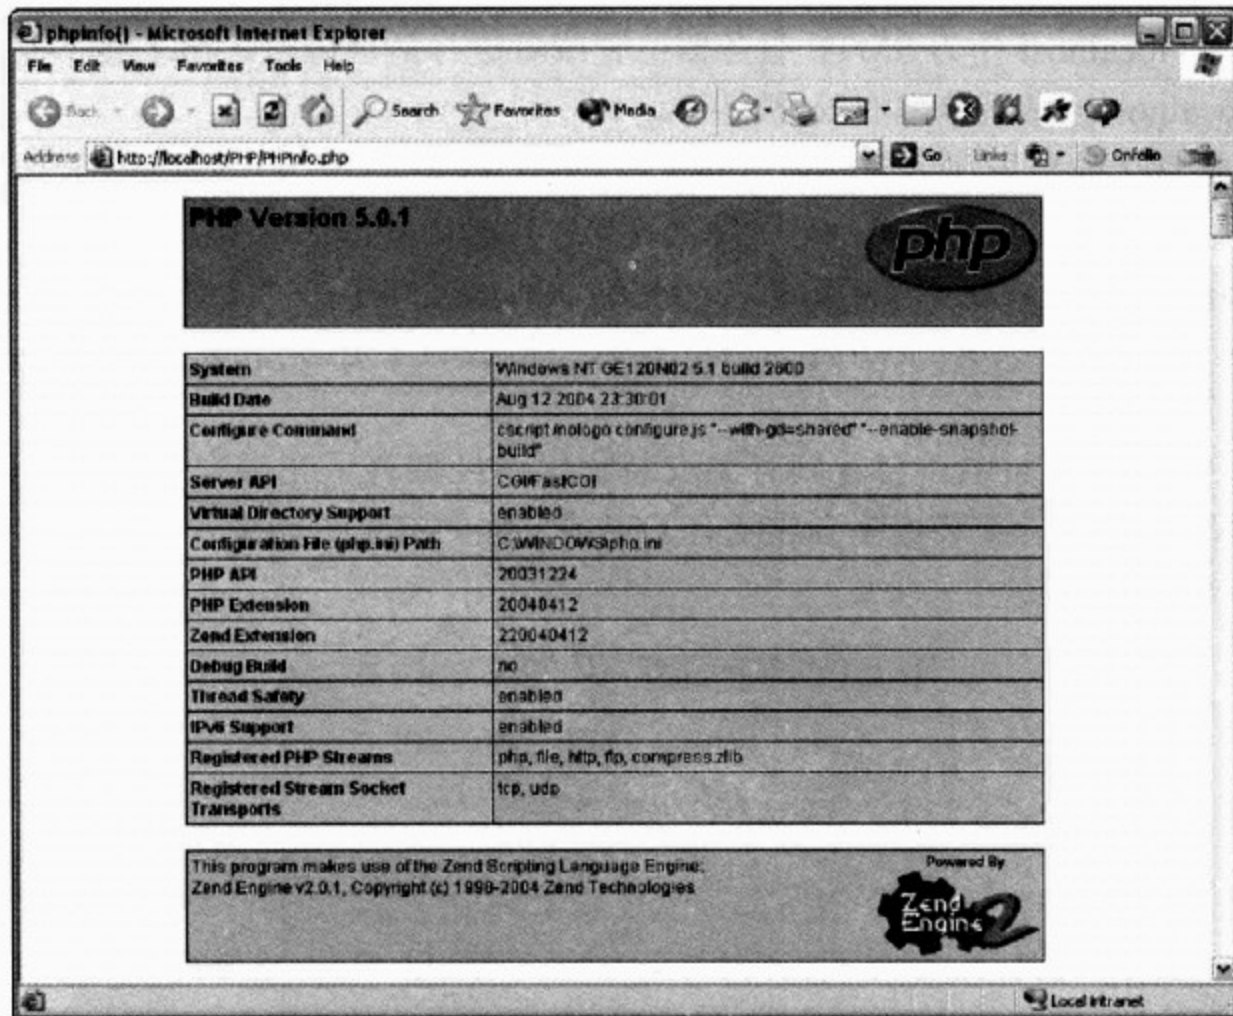 phpinfo() - Microsoft Internet Explorer
File Edit View Favorites Tools Help
Back Search Favorites Media
Address http://localhost/PHP/PHPinfo.php Go Links Onfolio
PHP Version 5.0.1
php
System Windows NT GE120N02 5.1 build 2600
Build Date Aug 12 2004 23:30:01
Configure Command cscript /nologo configure.js "--with-gd=shared" "--enable-snapshot-
build"
Server API CGI/FastCGI
Virtual Directory Support enabled
Configuration File (php.ini) Path C:\WINDOWS\php.ini
PHP API 20031224
PHP Extension 20040412
Zend Extension 220040412
Debug Build no
Thread Safety enabled
IPv6 Support enabled
Registered PHP Streams php, file, http, ftp, compress.zlib
Registered Stream Socket
Transports tcp, udp
This program makes use of the Zend Scripting Language Engine:
Zend Engine v2.0.1, Copyright (c) 1998-2004 Zend Technologies
Powered By
Zend
Engine 2
Local intranet